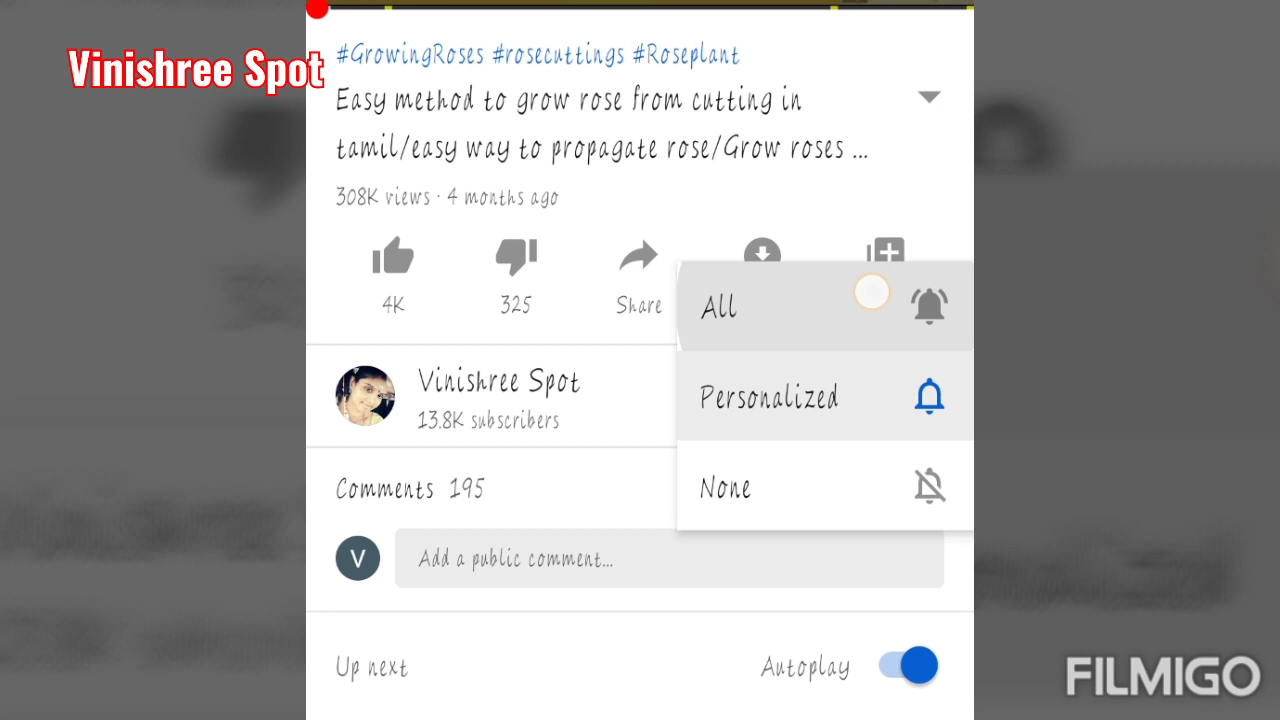 Vinishree Spot
#GrowingRoses #rosecuttings #Roseplant
Easy method to grow rose from cutting in
tamil/easy way to propagate rose/Grow roses ...
308K views · 4 months ago
4K
325
Share
All
Personalized
None
Vinishree Spot
13.8K subscribers
Comments 195
V
Add a public comment...
Up next
Autoplay
FILMIGO